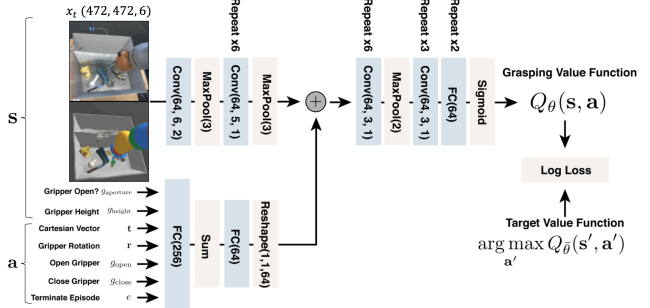 x_t (472,472,6)
s
Conv(64, 6, 2)
MaxPool(3)
Repeat x6
Conv(64, 5, 1)
MaxPool(3)
+
Repeat x6
Conv(64, 3, 1)
MaxPool(2)
Repeat x3
Conv(64, 3, 1)
Repeat x2
FC(64)
Sigmoid
Grasping Value Function
Q_θ(s, a)
Log Loss
Target Value Function
arg max Q_θ̄(s′, a′)
a′
Gripper Open? g_aperture
Gripper Height g_height
a
Cartesian Vector t
Gripper Rotation r
Open Gripper g_open
Close Gripper g_close
Terminate Episode e
FC(256)
Sum
FC(64)
Reshape(1,1,64)